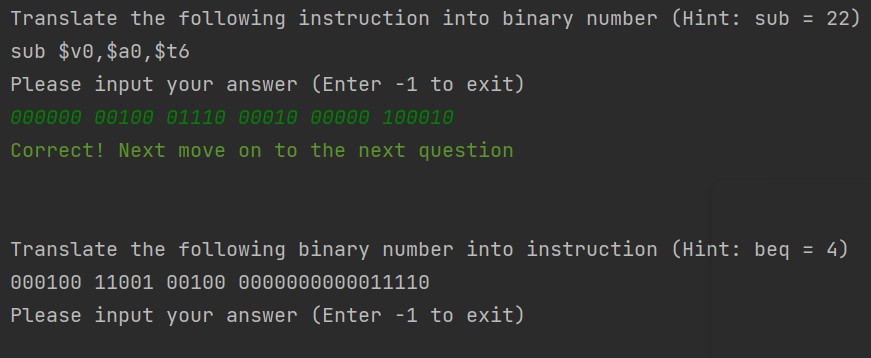 Translate the following instruction into binary number (Hint: sub = 22)
sub $v0,$a0,$t6
Please input your answer (Enter -1 to exit)
000000 00100 01110 00010 00000 100010
Correct! Next move on to the next question
Translate the following binary number into instruction (Hint: beq = 4)
000100 11001 00100 0000000000011110
Please input your answer (Enter -1 to exit)